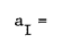 a_I =